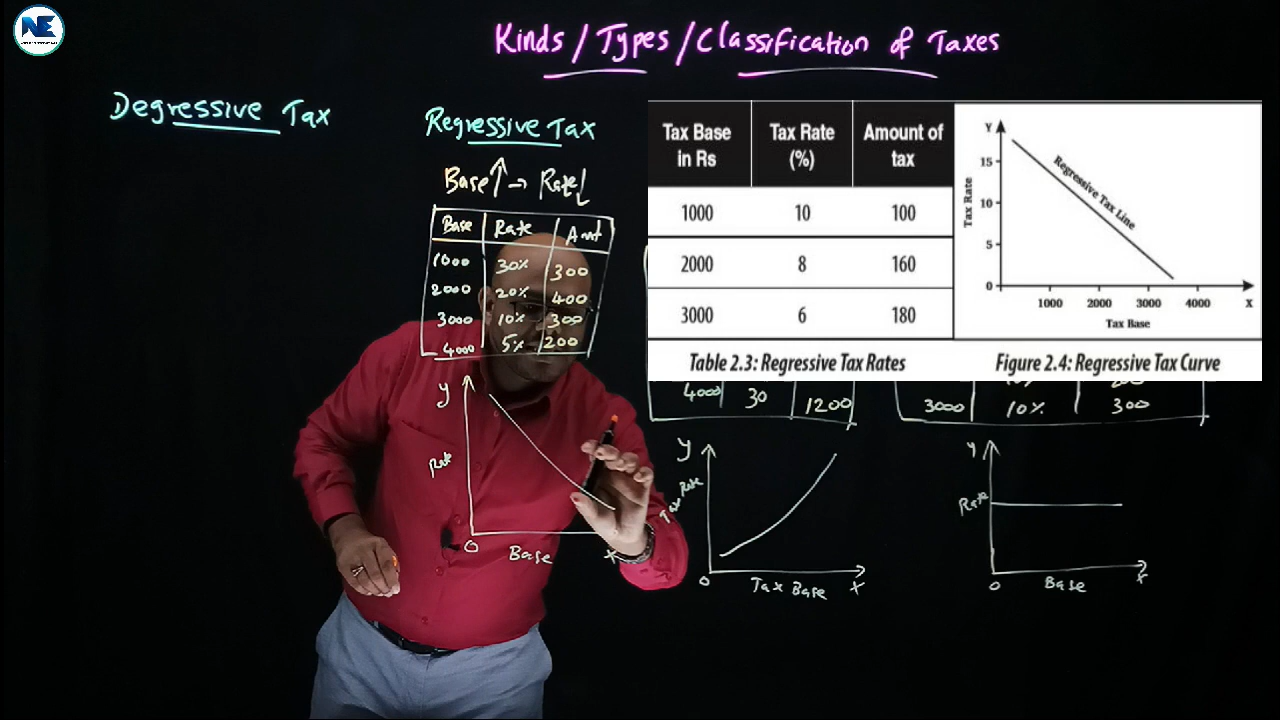 NE
Kinds / Types / Classification of Taxes
Degressive Tax
Regressive Tax
Base↑ → Rate↓
Base Rate Amt
1000 30% 300
2000 20% 400
3000 10% 300
4000 5% 200
y
Rate
0
Base
x
Tax Base in Rs Tax Rate (%) Amount of tax
1000 10 100
2000 8 160
3000 6 180
Table 2.3: Regressive Tax Rates
Y
15
10
5
0
Tax Rate
Regressive Tax Line
1000 2000 3000 4000 X
Tax Base
Figure 2.4: Regressive Tax Curve
4000 30 1200
y
Tax Rate
0
Tax Base
x
3000 10% 300
y
Rate
0
Base
x